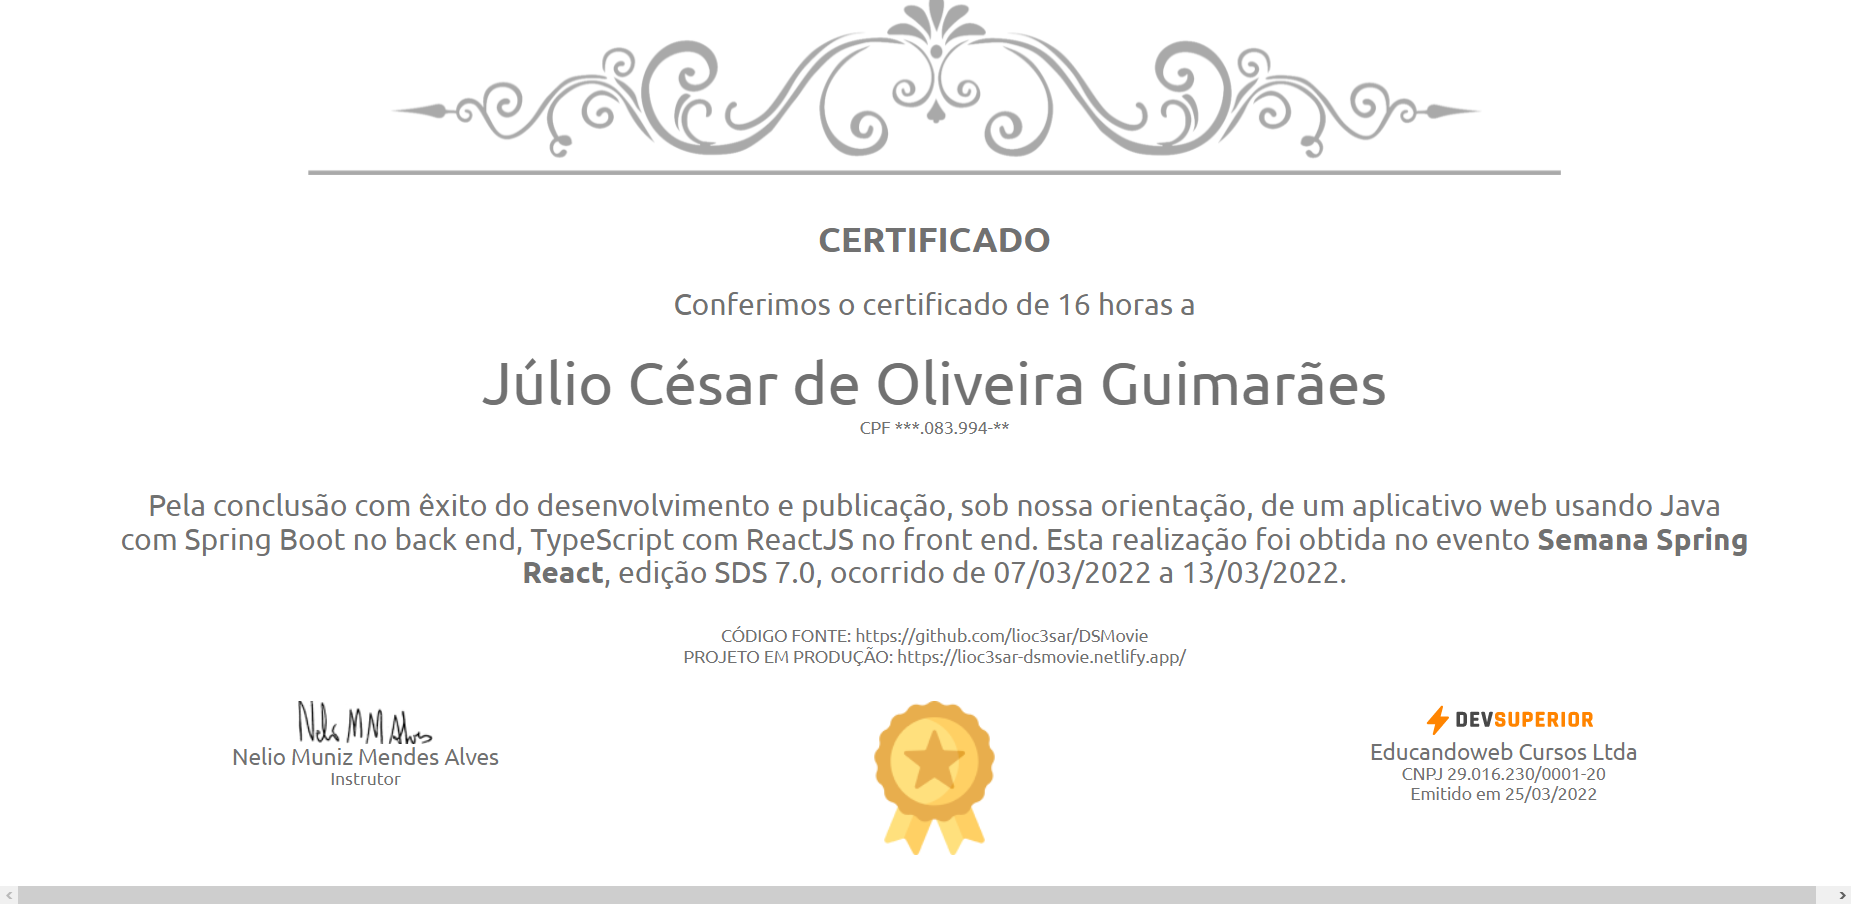 CERTIFICADO
Conferimos o certificado de 16 horas a
Júlio César de Oliveira Guimarães
CPF ***.083.994-**
Pela conclusão com êxito do desenvolvimento e publicação, sob nossa orientação, de um aplicativo web usando Java
com Spring Boot no back end, TypeScript com ReactJS no front end. Esta realização foi obtida no evento Semana Spring
React, edição SDS 7.0, ocorrido de 07/03/2022 a 13/03/2022.
CÓDIGO FONTE: https://github.com/lioc3sar/DSMovie
PROJETO EM PRODUÇÃO: https://lioc3sar-dsmovie.netlify.app/
Nelio MM Alves
Nelio Muniz Mendes Alves
Instrutor
DEVSUPERIOR
Educandoweb Cursos Ltda
CNPJ 29.016.230/0001-20
Emitido em 25/03/2022